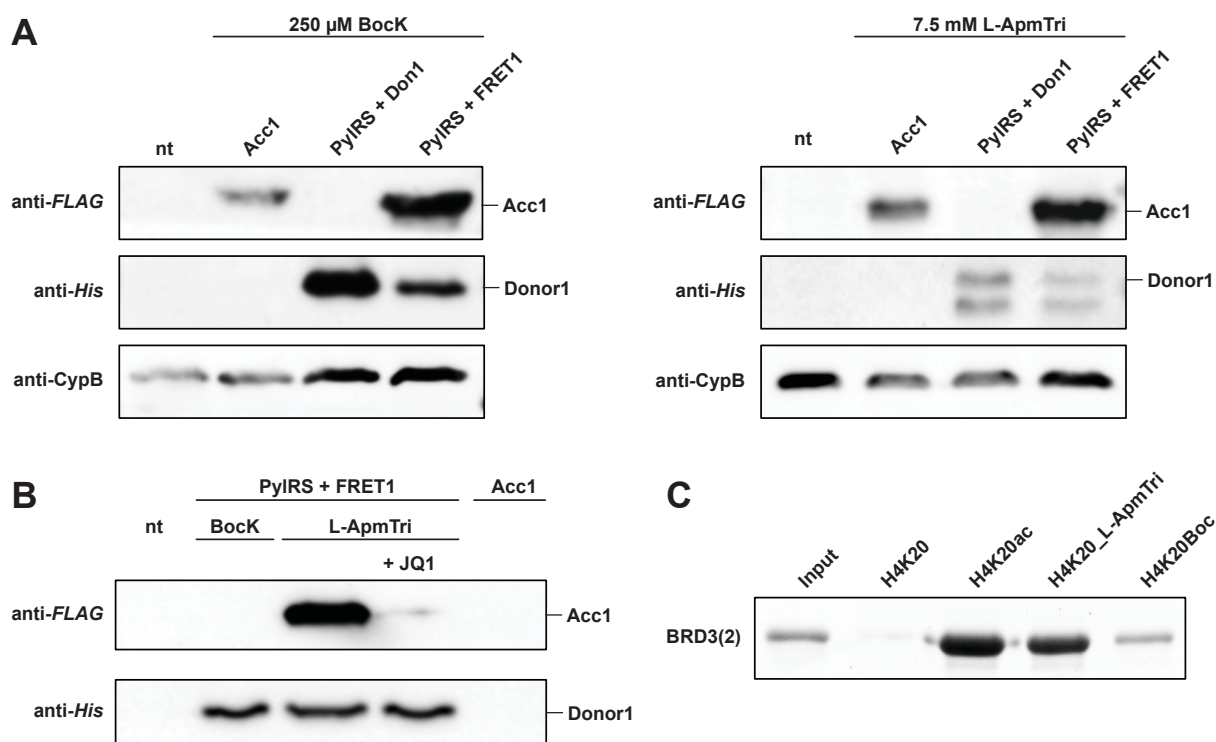 A
250 µM BocK
nt
Acc1
PylRS + Don1
PylRS + FRET1
anti-FLAG
Acc1
anti-His
Donor1
anti-CypB
7.5 mM L-ApmTri
nt
Acc1
PylRS + Don1
PylRS + FRET1
anti-FLAG
Acc1
anti-His
Donor1
anti-CypB
B
PylRS + FRET1
Acc1
nt
BocK
L-ApmTri
+ JQ1
anti-FLAG
Acc1
anti-His
Donor1
C
Input
H4K20
H4K20ac
H4K20_L-ApmTri
H4K20Boc
BRD3(2)